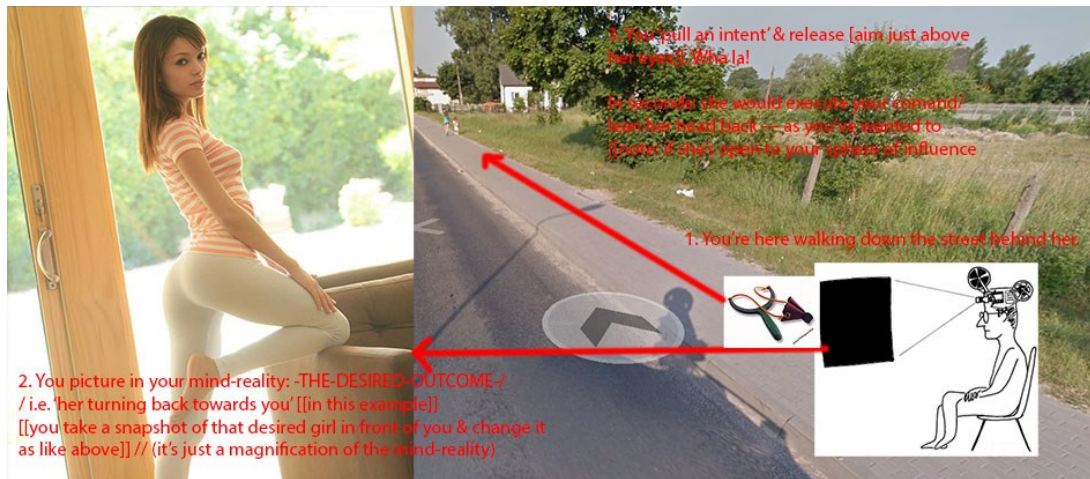 3. You 'pull an intent' & release [aim just above
her eyes]]. Wha la!
In seconds: she would execute your comand/
lean her head back — as you've wanted to
[[note: if she's open to your sphere of influence
1. You're here walking down the street behind her.
2. You picture in your mind-reality: -THE-DESIRED-OUTCOME-/
/ i.e. 'her turning back towards you' [[in this example]]
[[you take a snapshot of that desired girl in front of you & change it
as like above]] // (it's just a magnification of the mind-reality)